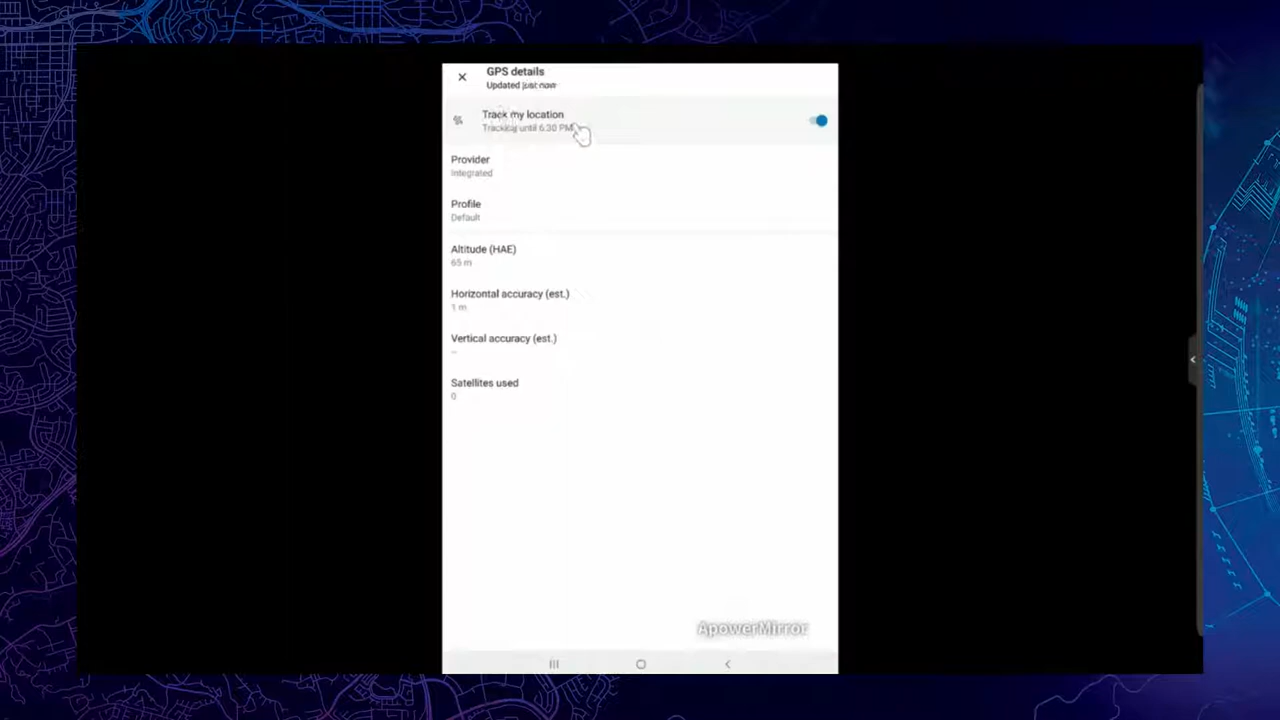 GPS details
Updated just now
Track my location
Tracking until 6:30 PM
Provider
Integrated
Profile
Default
Altitude (HAE)
65 m
Horizontal accuracy (est.)
1 m
Vertical accuracy (est.)
--
Satellites used
0
ApowerMirror